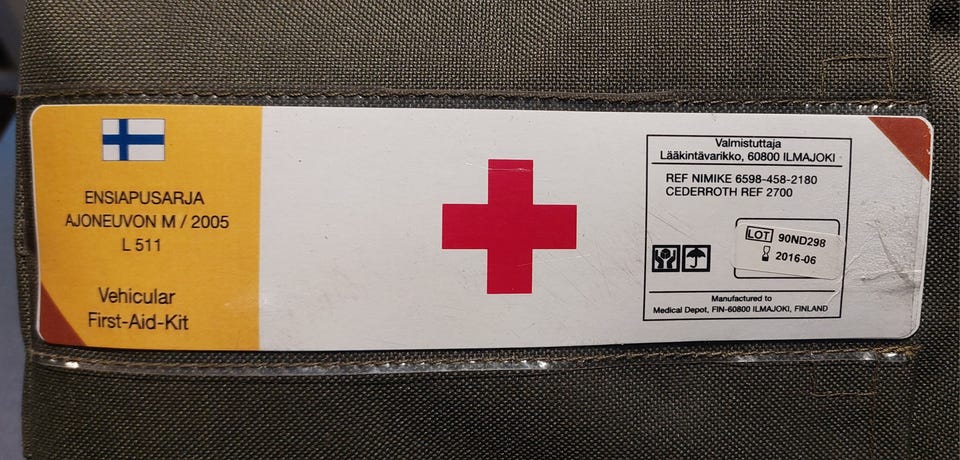 ENSIAPUSARJA
AJONEUVON M / 2005
L 511
Vehicular
First-Aid-Kit
Valmistuttaja
Lääkintävarikko, 60800 ILMAJOKI
REF NIMIKE 6598-458-2180
CEDERROTH REF 2700
LOT 90ND298
2016-06
Manufactured to
Medical Depot, FIN-60800 ILMAJOKI, FINLAND